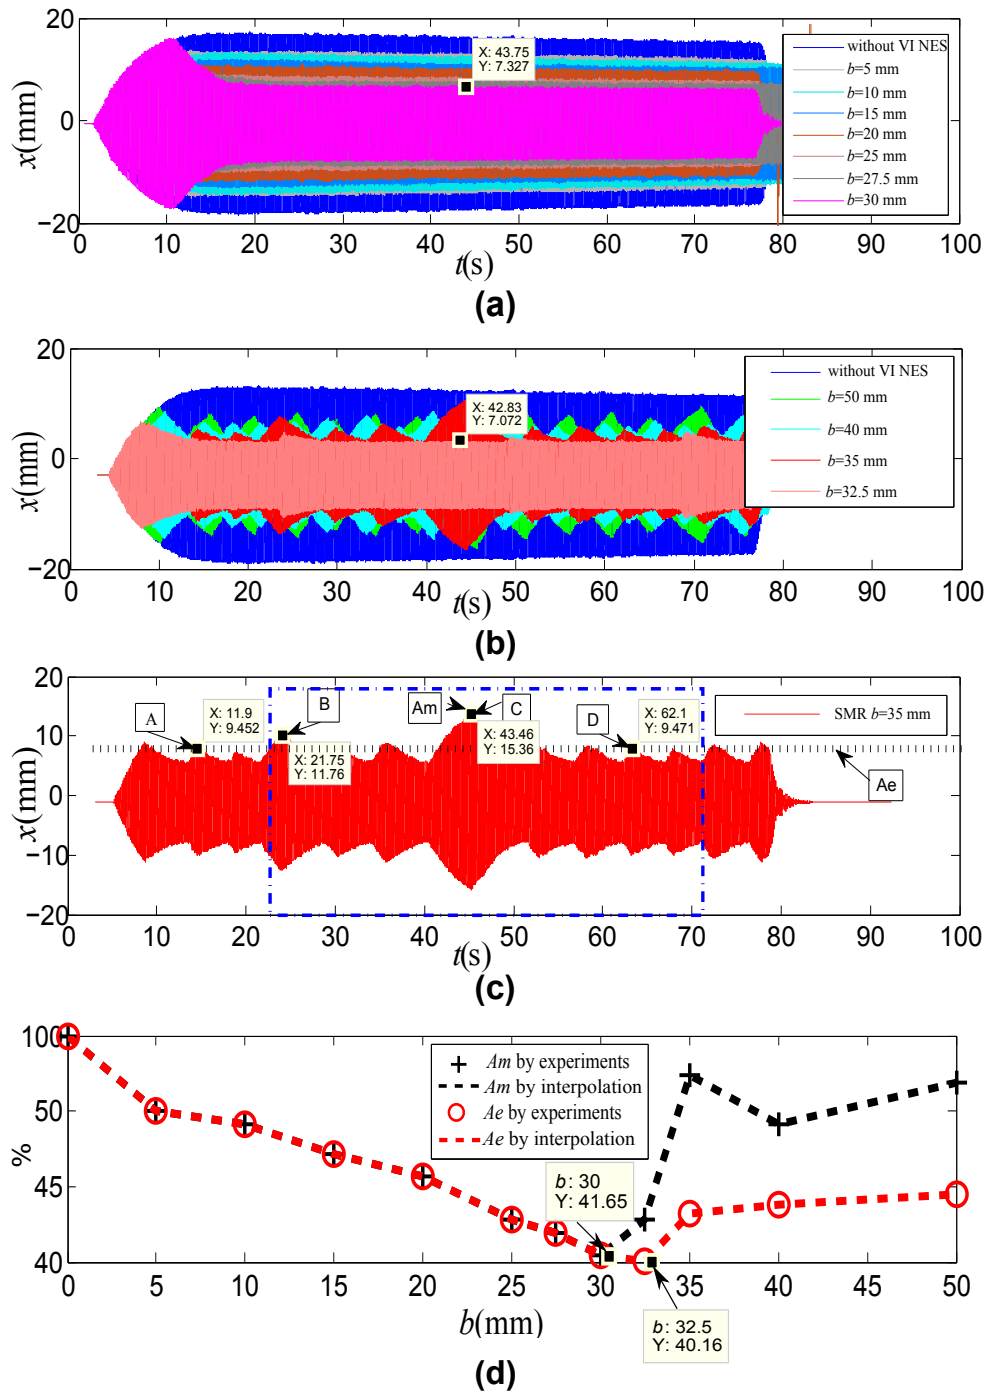 20
0
−20
x(mm)
X: 43.75
Y: 7.327
without VI NES
b=5 mm
b=10 mm
b=15 mm
b=20 mm
b=25 mm
b=27.5 mm
b=30 mm
0 10 20 30 40 50 60 70 80 90 100
t(s)
(a)
20
0
−20
x(mm)
X: 42.83
Y: 7.072
without VI NES
b=50 mm
b=40 mm
b=35 mm
b=32.5 mm
0 10 20 30 40 50 60 70 80 90 100
t(s)
(b)
20
10
0
−10
−20
x(mm)
A
X: 11.9
Y: 9.452
B
X: 21.75
Y: 11.76
Am
C
X: 43.46
Y: 15.36
D
X: 62.1
Y: 9.471
SMR b=35 mm
Ae
0 10 20 30 40 50 60 70 80 90 100
t(s)
(c)
100
50
45
40
%
Am by experiments
Am by interpolation
Ae by experiments
Ae by interpolation
b: 30
Y: 41.65
b: 32.5
Y: 40.16
0 5 10 15 20 25 30 35 40 50
b(mm)
(d)